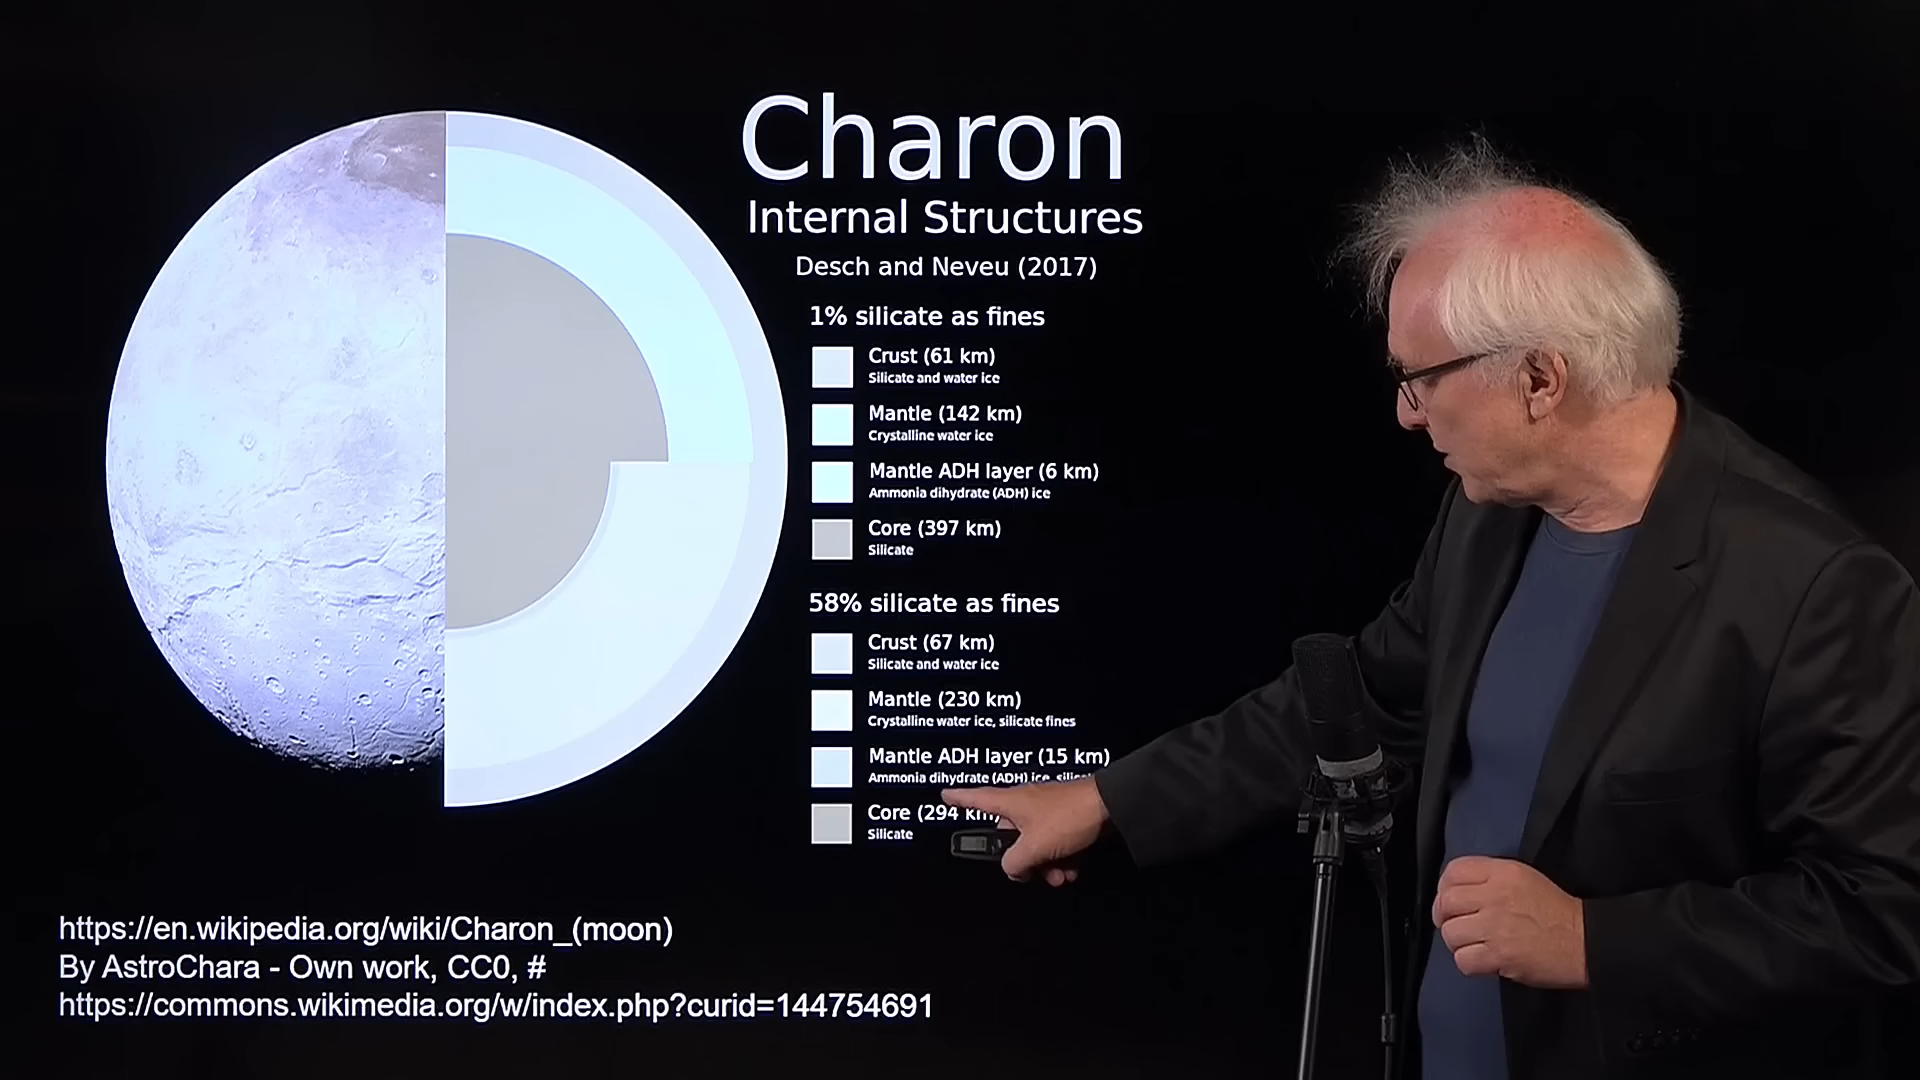 Charon
Internal Structures
Desch and Neveu (2017)
1% silicate as fines
Crust (61 km)
Silicate and water ice
Mantle (142 km)
Crystalline water ice
Mantle ADH layer (6 km)
Ammonia dihydrate (ADH) ice
Core (397 km)
Silicate
58% silicate as fines
Crust (67 km)
Silicate and water ice
Mantle (230 km)
Crystalline water ice, silicate fines
Mantle ADH layer (15 km)
Ammonia dihydrate (ADH) ice,
Core (294 km)
Silicate
https://en.wikipedia.org/wiki/Charon_(moon)
By AstroChara - Own work, CC0, #
https://commons.wikimedia.org/w/index.php?curid=144754691